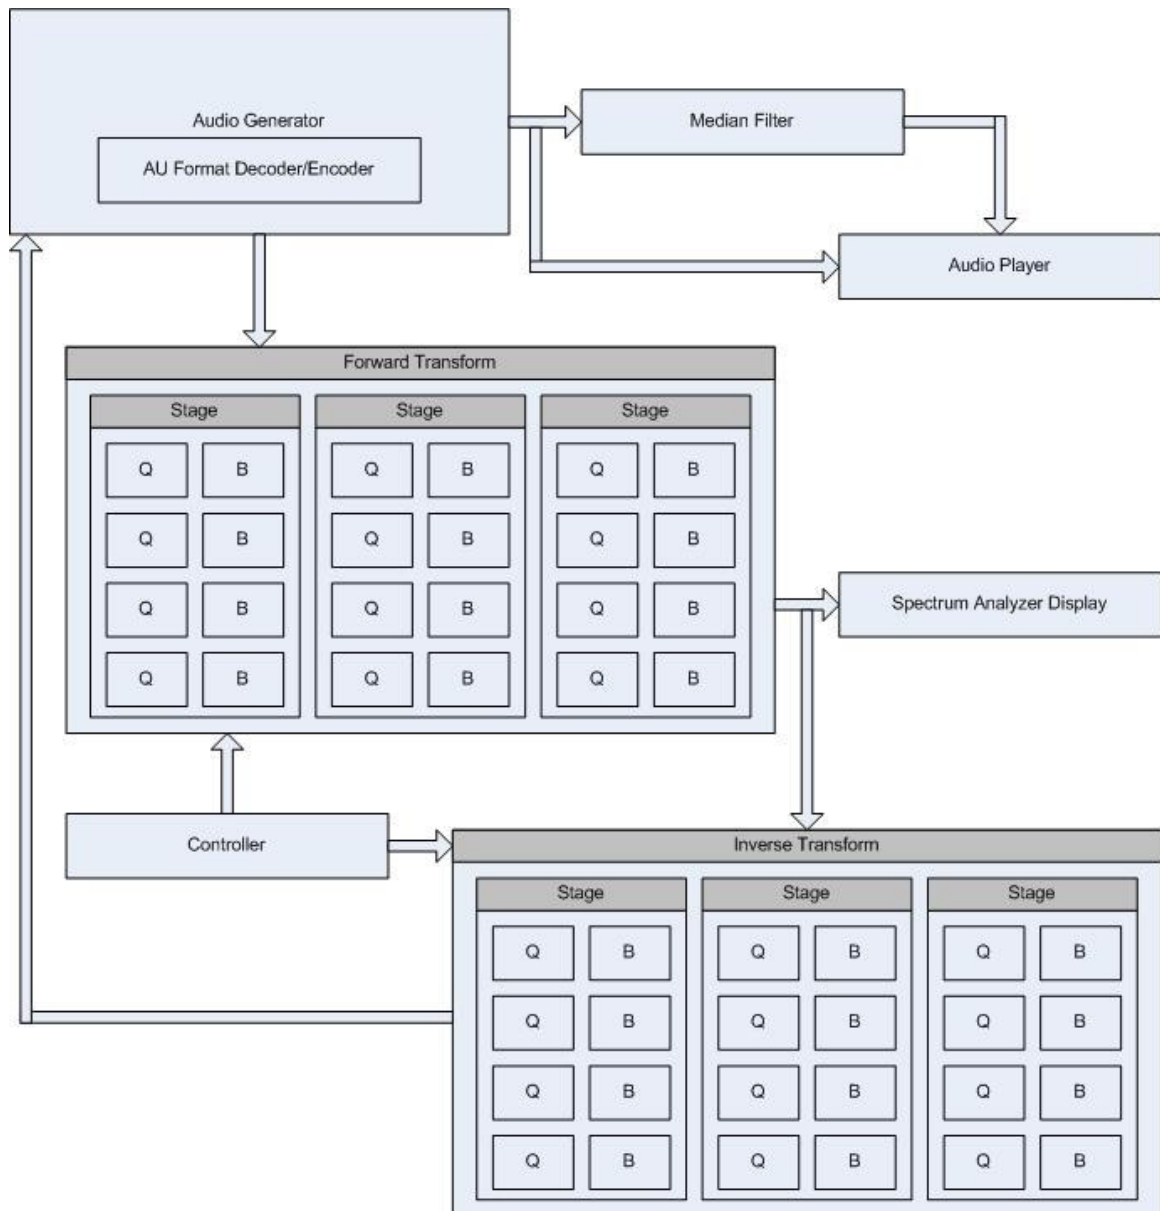 Audio Generator
AU Format Decoder/Encoder
Median Filter
Audio Player
Forward Transform
Stage Stage Stage
Q B Q B Q B
Q B Q B Q B
Q B Q B Q B
Q B Q B Q B
Spectrum Analyzer Display
Controller
Inverse Transform
Stage Stage Stage
Q B Q B Q B
Q B Q B Q B
Q B Q B Q B
Q B Q B Q B